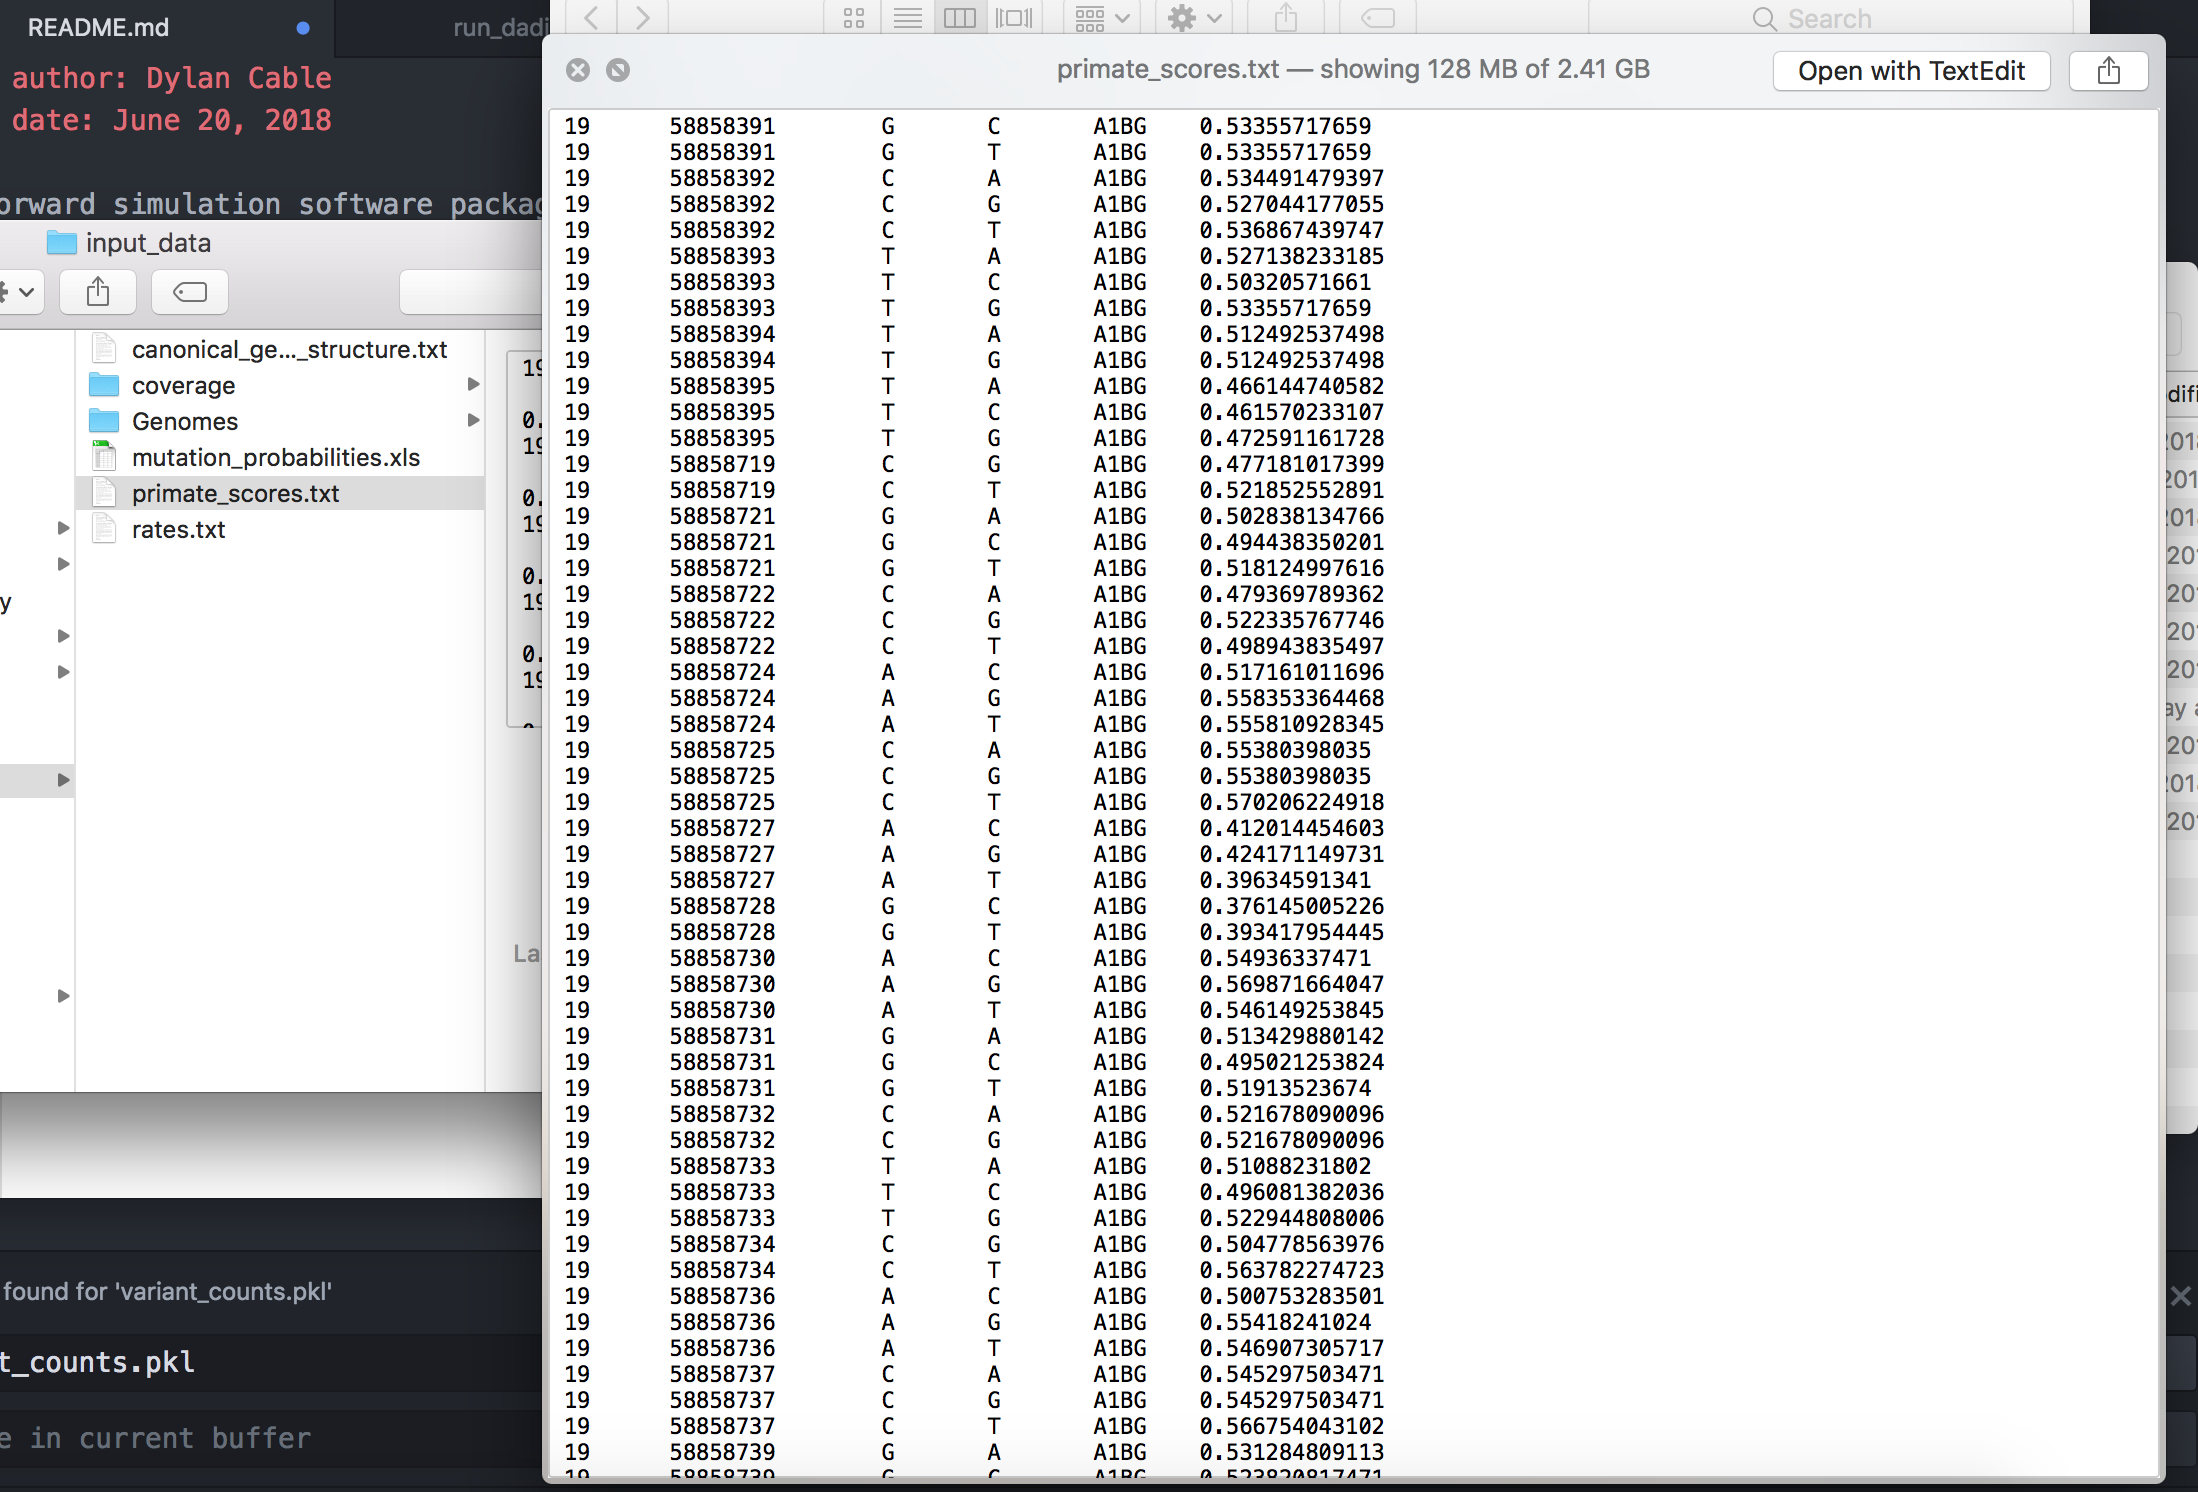 README.md
run_dadi
author: Dylan Cable
date: June 20, 2018
orward simulation software packag
input_data
canonical_ge..._structure.txt
coverage
Genomes
mutation_probabilities.xls
primate_scores.txt
rates.txt
y
19
0.
19
0.
19
0.
19
0.
19
La
found for 'variant_counts.pkl'
t_counts.pkl
e in current buffer
Search
primate_scores.txt — showing 128 MB of 2.41 GB
Open with TextEdit
19 58858391 G C A1BG 0.53355717659
19 58858391 G T A1BG 0.53355717659
19 58858392 C A A1BG 0.534491479397
19 58858392 C G A1BG 0.527044177055
19 58858392 C T A1BG 0.536867439747
19 58858393 T A A1BG 0.527138233185
19 58858393 T C A1BG 0.50320571661
19 58858393 T G A1BG 0.53355717659
19 58858394 T A A1BG 0.512492537498
19 58858394 T G A1BG 0.512492537498
19 58858395 T A A1BG 0.466144740582
19 58858395 T C A1BG 0.461570233107
19 58858395 T G A1BG 0.472591161728
19 58858719 C G A1BG 0.477181017399
19 58858719 C T A1BG 0.521852552891
19 58858721 G A A1BG 0.502838134766
19 58858721 G C A1BG 0.494438350201
19 58858721 G T A1BG 0.518124997616
19 58858722 C A A1BG 0.479369789362
19 58858722 C G A1BG 0.522335767746
19 58858722 C T A1BG 0.498943835497
19 58858724 A C A1BG 0.517161011696
19 58858724 A G A1BG 0.558353364468
19 58858724 A T A1BG 0.555810928345
19 58858725 C A A1BG 0.55380398035
19 58858725 C G A1BG 0.55380398035
19 58858725 C T A1BG 0.570206224918
19 58858727 A C A1BG 0.412014454603
19 58858727 A G A1BG 0.424171149731
19 58858727 A T A1BG 0.39634591341
19 58858728 G C A1BG 0.376145005226
19 58858728 G T A1BG 0.393417954445
19 58858730 A C A1BG 0.54936337471
19 58858730 A G A1BG 0.569871664047
19 58858730 A T A1BG 0.546149253845
19 58858731 G A A1BG 0.513429880142
19 58858731 G C A1BG 0.495021253824
19 58858731 G T A1BG 0.51913523674
19 58858732 C A A1BG 0.521678090096
19 58858732 C G A1BG 0.521678090096
19 58858733 T A A1BG 0.51088231802
19 58858733 T C A1BG 0.496081382036
19 58858733 T G A1BG 0.522944808006
19 58858734 C G A1BG 0.504778563976
19 58858734 C T A1BG 0.563782274723
19 58858736 A C A1BG 0.500753283501
19 58858736 A G A1BG 0.55418241024
19 58858736 A T A1BG 0.546907305717
19 58858737 C A A1BG 0.545297503471
19 58858737 C G A1BG 0.545297503471
19 58858737 C T A1BG 0.566754043102
19 58858739 G A A1BG 0.531284809113
19 58858739 G C A1BG 0.523820817471